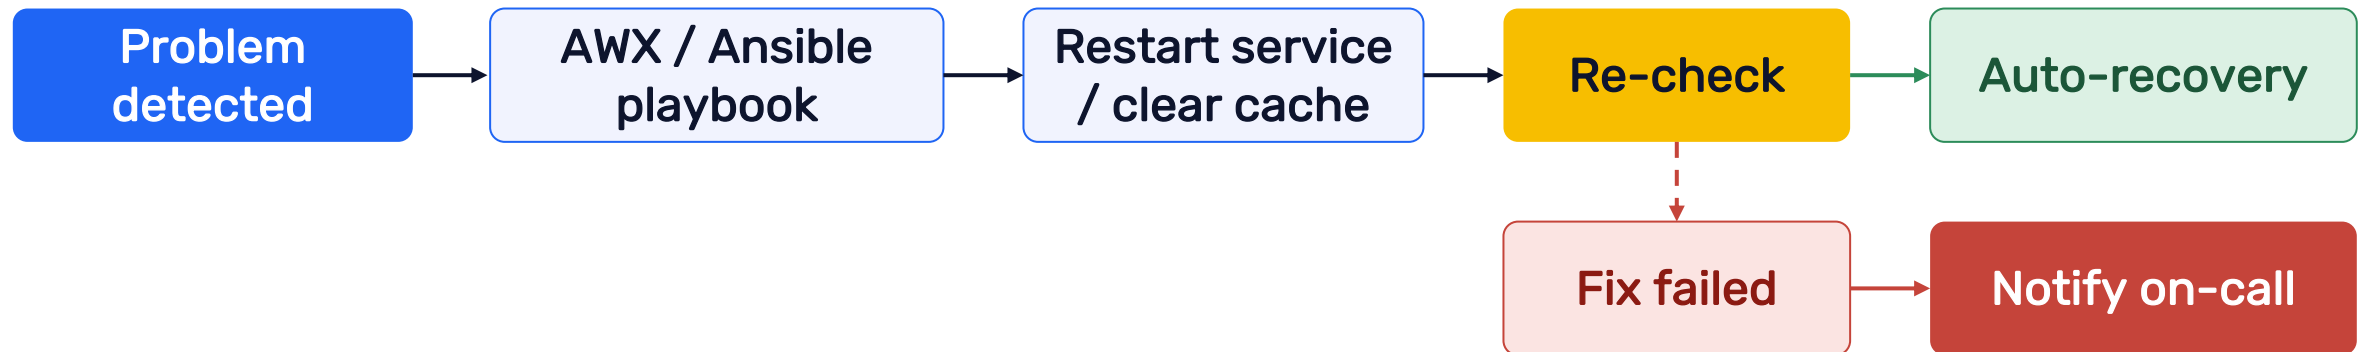 Problem
detected
AWX / Ansible
playbook
Restart service
/ clear cache
Re-check
Auto-recovery
Fix failed
Notify on-call